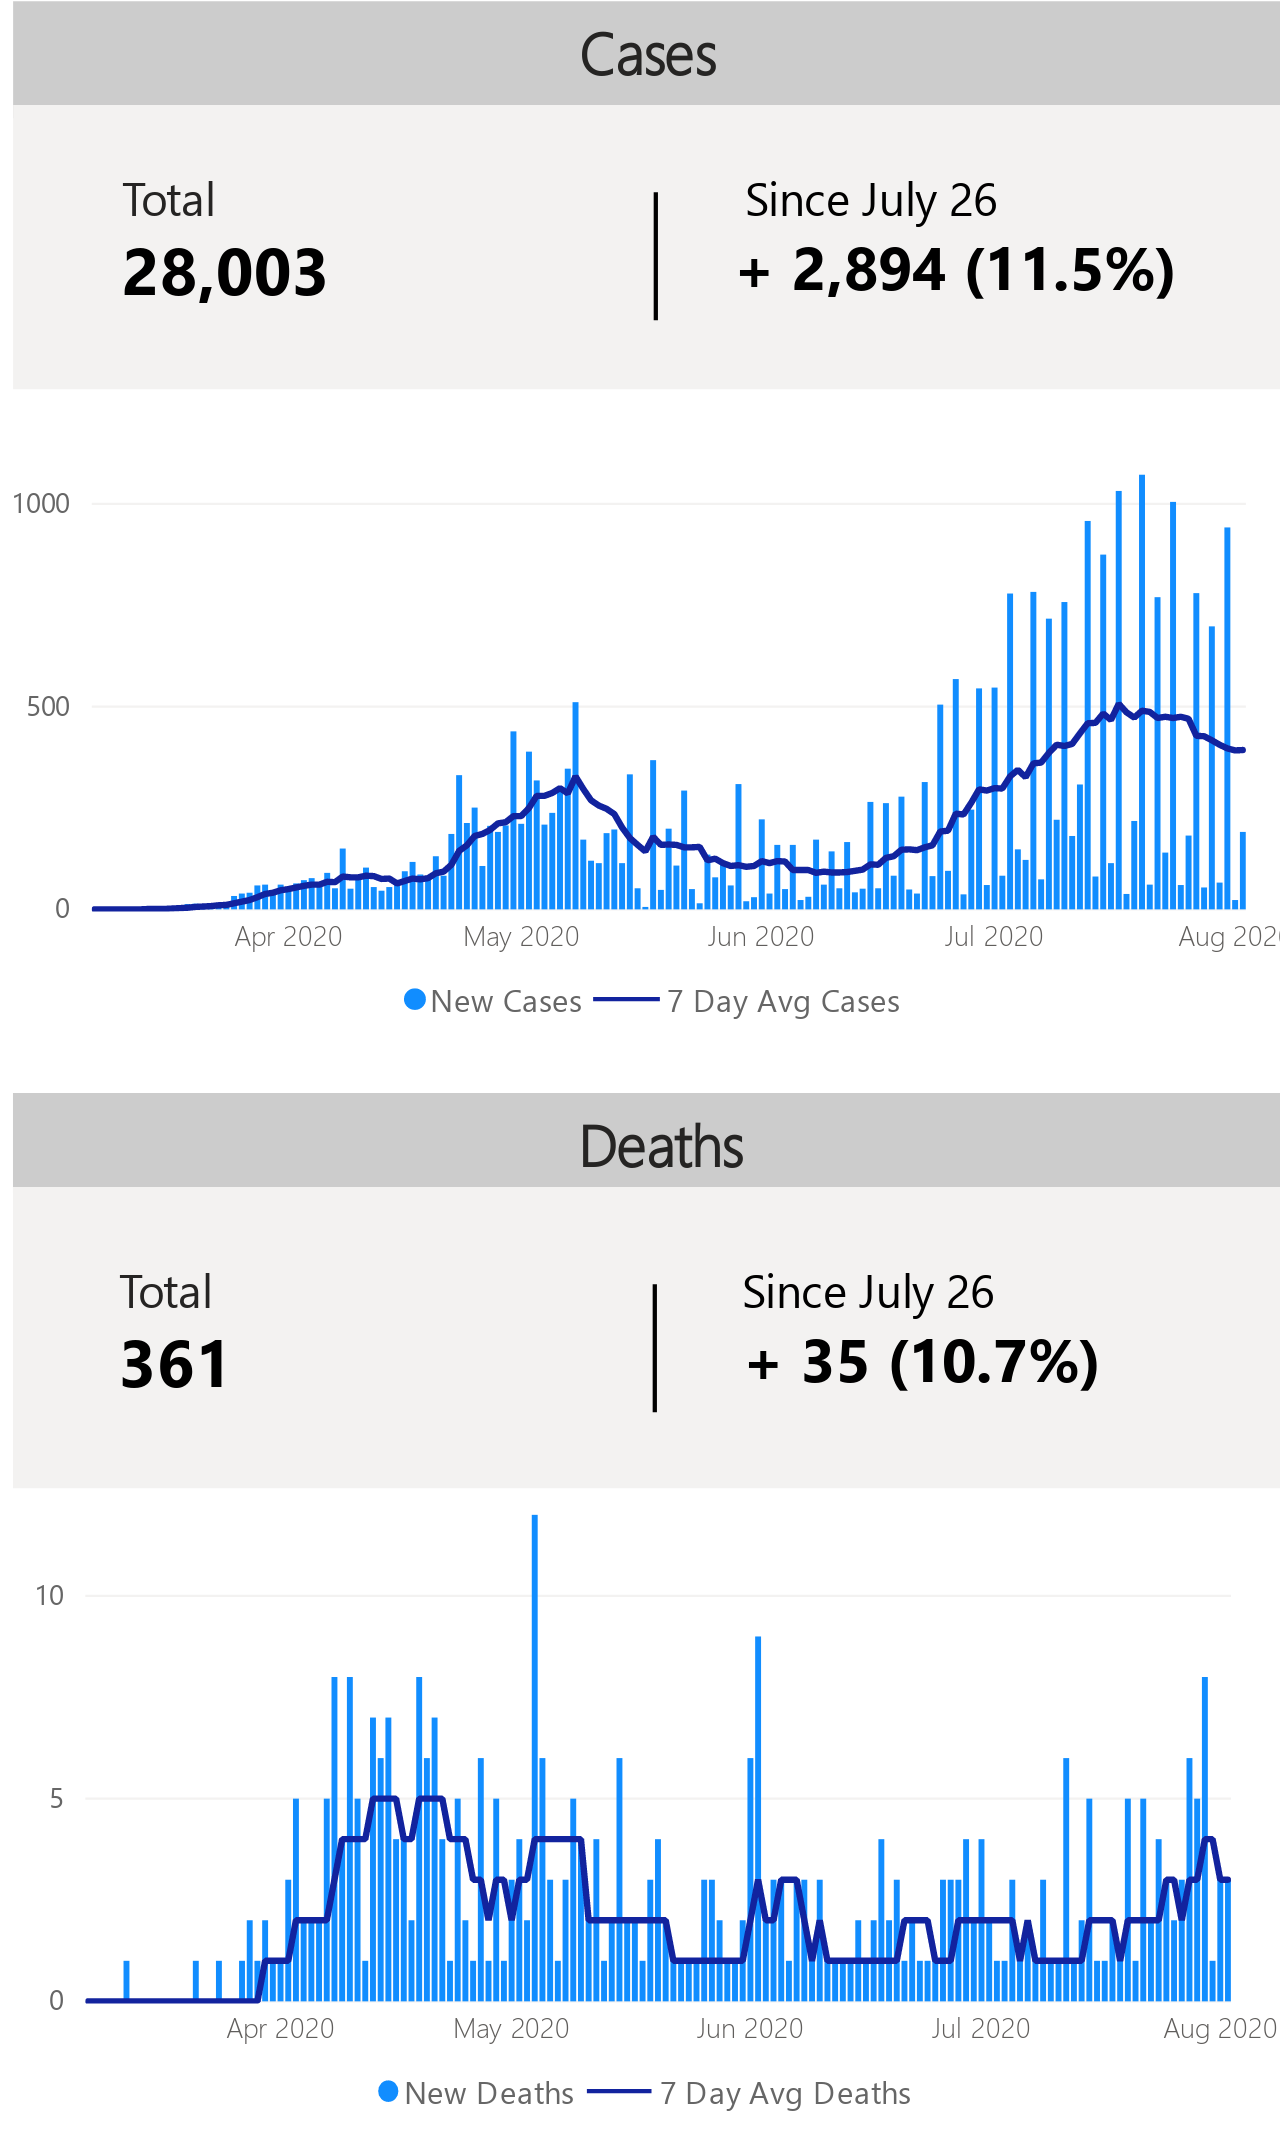 Cases
Total
Since July 26
28,003
+ 2,894 (11.5%)
1000
500
0
Apr 2020 May 2020 Jun 2020 Jul 2020 Aug 202
New Cases 7 Day Avg Cases
Deaths
Total
Since July 26
361
+ 35 (10.7%)
10
5
0
Apr 2020 May 2020 Jun 2020 Jul 2020 Aug 2020
New Deaths 7 Day Avg Deaths